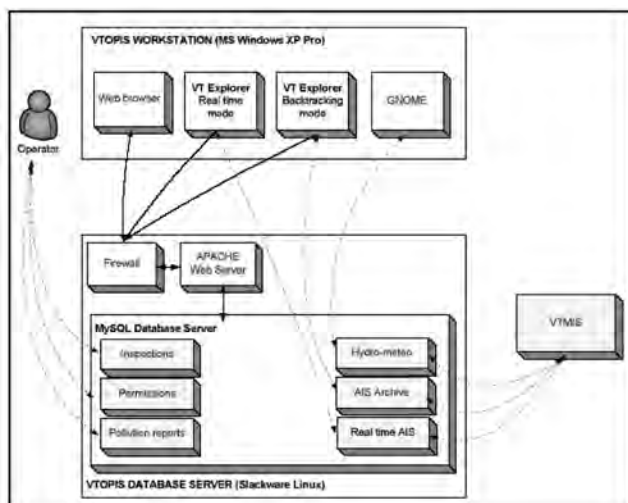 VTOPIS WORKSTATION (MS Windows XP Pro)
Web browser
VT Explorer
Real time
mode
VT Explorer
Backtracking
mode
GNOME
Operator
Firewall
APACHE
Web Server
MySQL Database Server
Inspections
Permissions
Pollution reports
Hydro-meteo
AIS Archive
Real time AIS
VTMIS
VTOPIS DATABASE SERVER (Slackware Linux)